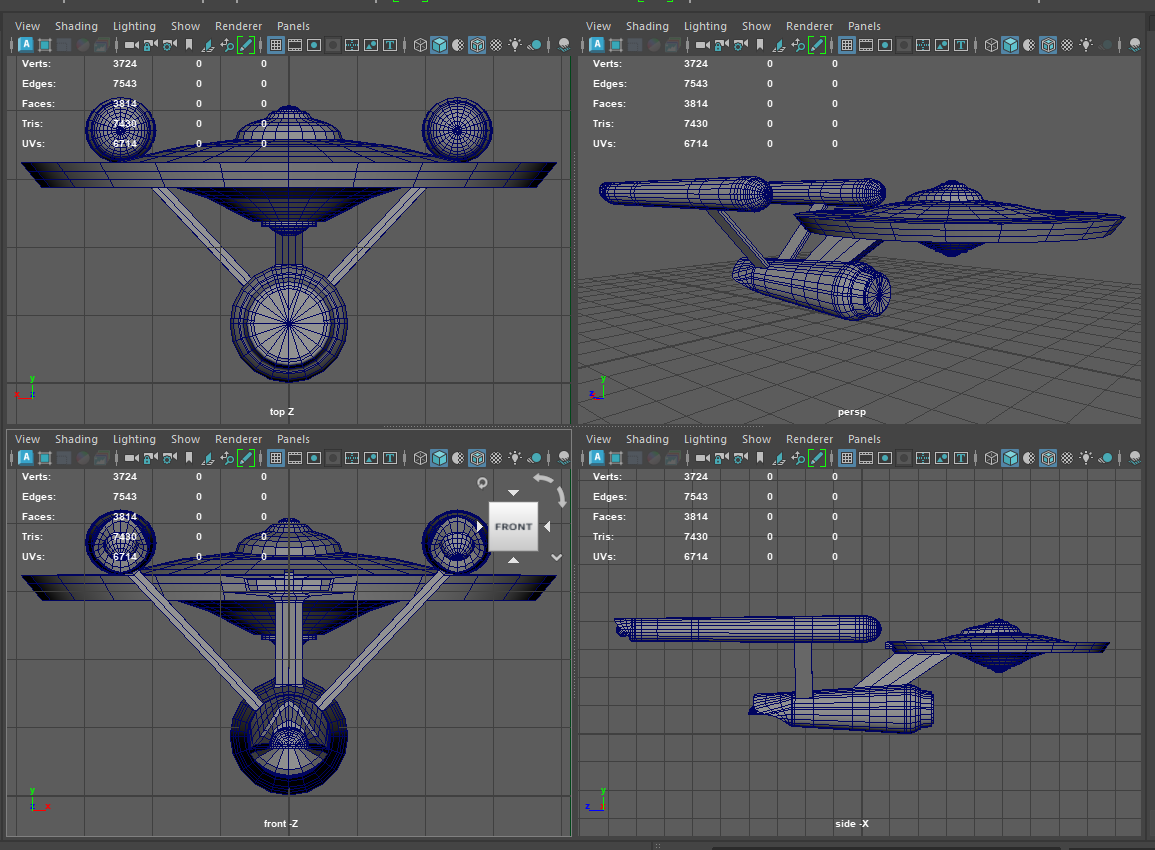 View Shading Lighting Show Renderer Panels
A T
Verts: 3724 0 0
Edges: 7543 0 0
Faces: 3814 0 0
Tris: 7430 0 0
UVs: 6714 0 0
y
top Z
View Shading Lighting Show Renderer Panels
A T
Verts: 3724 0 0
Edges: 7543 0 0
Faces: 3814 0 0
Tris: 7430 0 0
UVs: 6714 0 0
y
z
persp
View Shading Lighting Show Renderer Panels
A T
Verts: 3724 0 0
Edges: 7543 0 0
Faces: 3814 0 0
Tris: 7430 0 0
UVs: 6714 0 0
FRONT
y
x
front -Z
View Shading Lighting Show Renderer Panels
A T
Verts: 3724 0 0
Edges: 7543 0 0
Faces: 3814 0 0
Tris: 7430 0 0
UVs: 6714 0 0
y
z
side -X